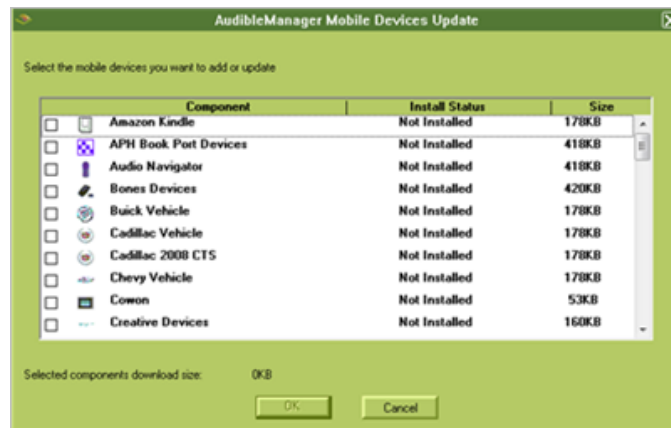 AudibleManager Mobile Devices Update
Select the mobile devices you want to add or update
Component Install Status Size
Amazon Kindle Not Installed 178KB
APH Book Port Devices Not Installed 418KB
Audio Navigator Not Installed 418KB
Bones Devices Not Installed 420KB
Buick Vehicle Not Installed 178KB
Cadillac Vehicle Not Installed 178KB
Cadillac 2008 CTS Not Installed 178KB
Chevy Vehicle Not Installed 178KB
Cowon Not Installed 53KB
Creative Devices Not Installed 160KB
Selected components download size: 0KB
OK Cancel